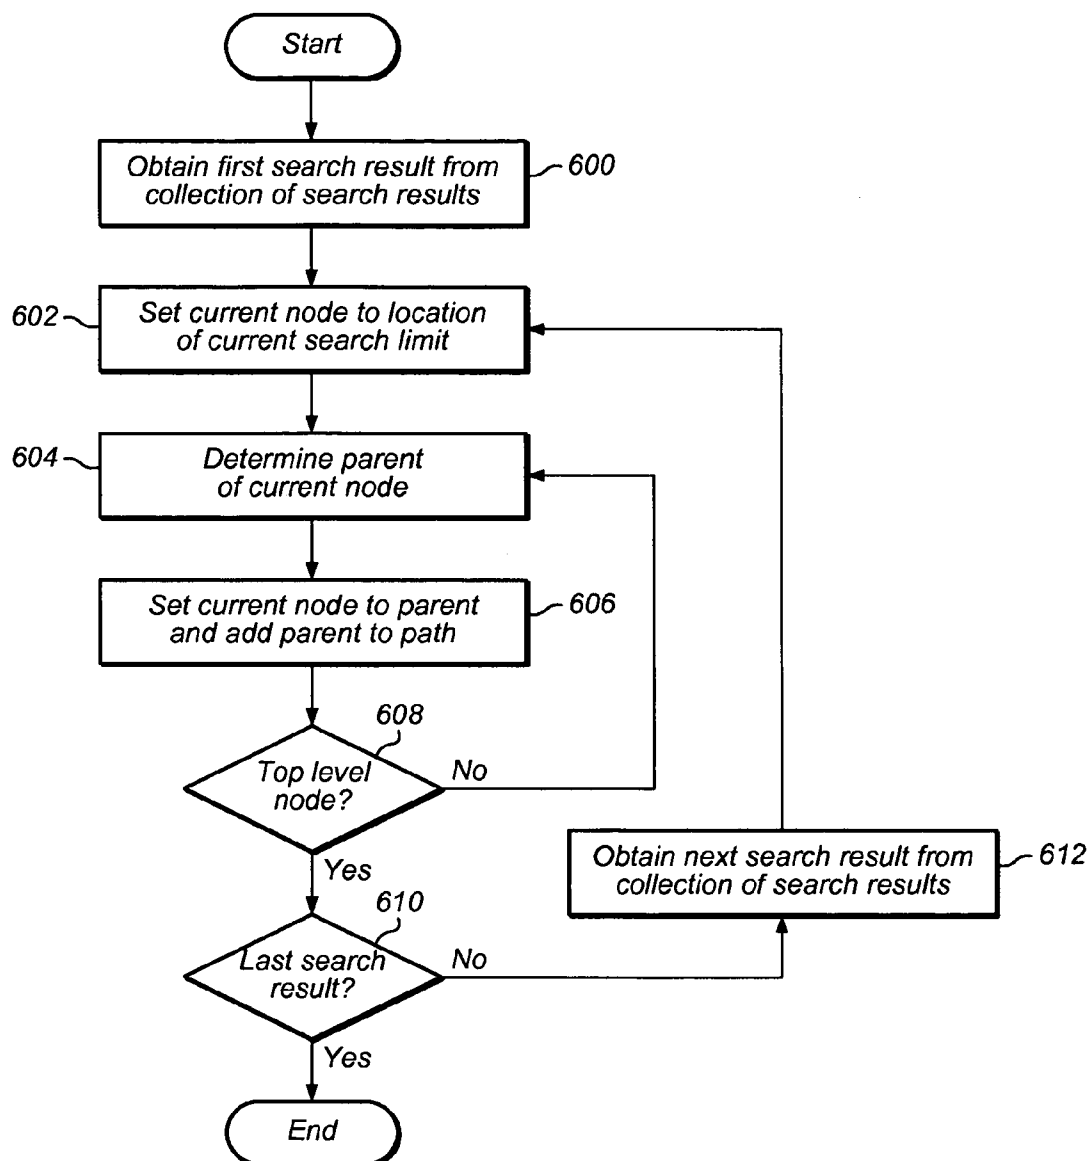 Start
Obtain first search result from
collection of search results
600
602
Set current node to location
of current search limit
604
Determine parent
of current node
Set current node to parent
and add parent to path
606
608
Top level
node?
No
Yes
Obtain next search result from
collection of search results
612
610
Last search
result?
No
Yes
End